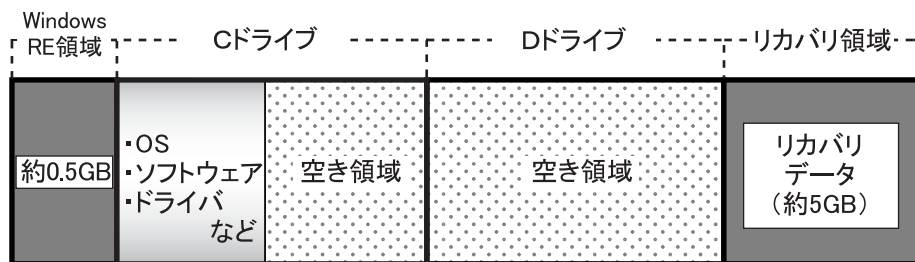 Windows
RE領域
Cドライブ
Dドライブ
リカバリ領域
約0.5GB
・OS
・ソフトウェア
・ドライバ
など
空き領域
空き領域
リカバリ
データ
（約5GB）